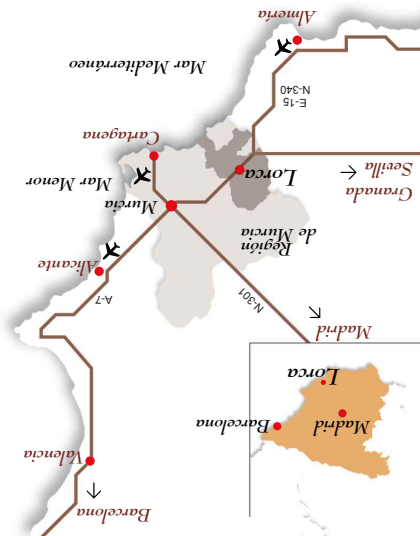 Barcelona
Valencia
Madrid
Barcelona
Lorca
Madrid
N-301
A-7
Alicante
Región
de Murcia
Murcia
Mar Menor
Granada
Sevilla
Lorca
Cartagena
E-15
N-340
Mar Mediterráneo
Almería